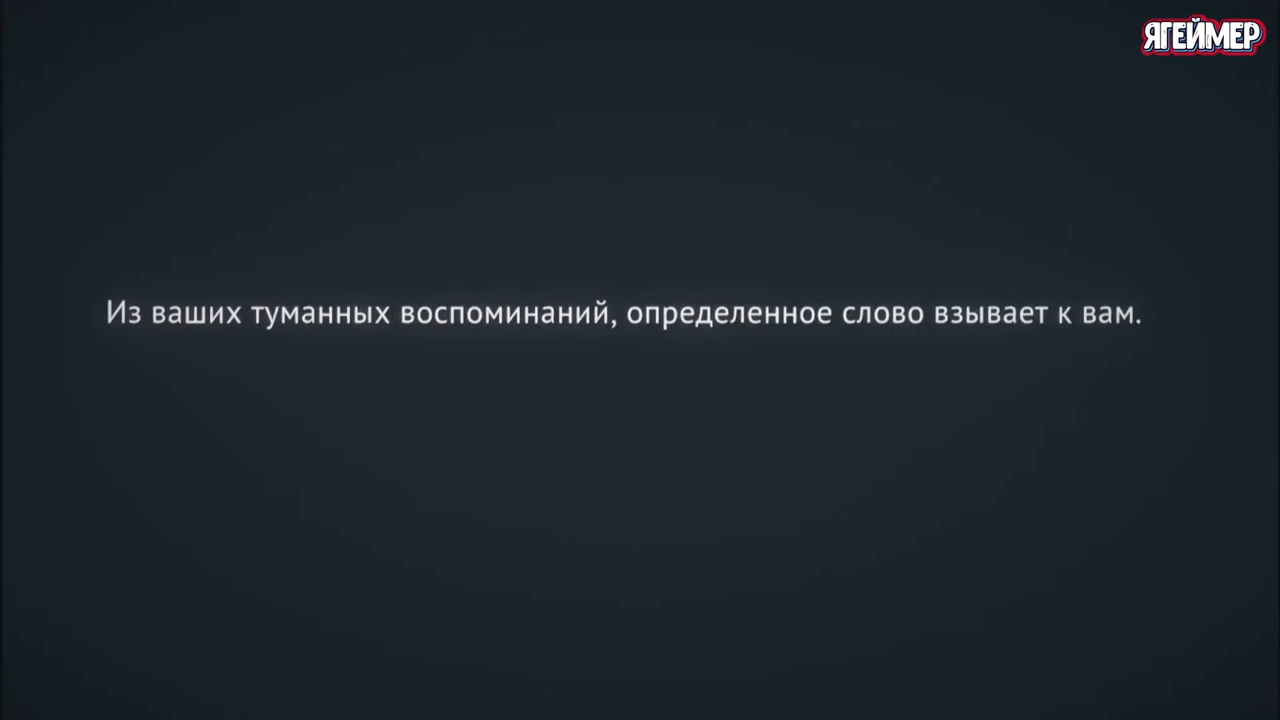 ЯГЕЙМЕР
Из ваших туманных воспоминаний, определенное слово взывает к вам.